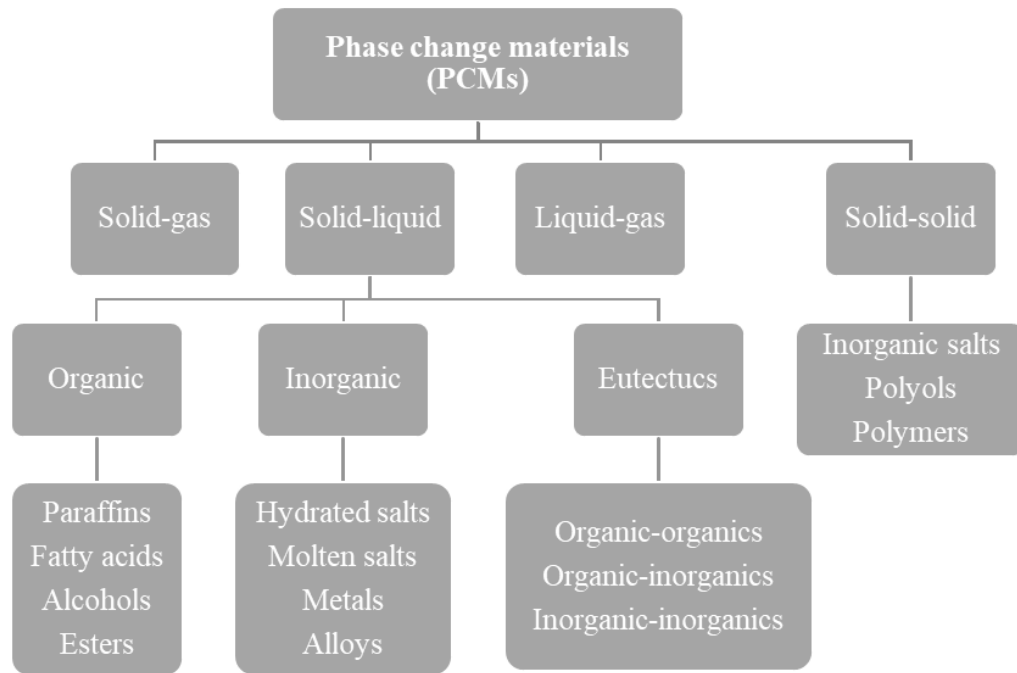 Phase change materials
(PCMs)
Solid-gas
Solid-liquid
Liquid-gas
Solid-solid
Organic
Inorganic
Eutectucs
Inorganic salts
Polyols
Polymers
Paraffins
Fatty acids
Alcohols
Esters
Hydrated salts
Molten salts
Metals
Alloys
Organic-organics
Organic-inorganics
Inorganic-inorganics